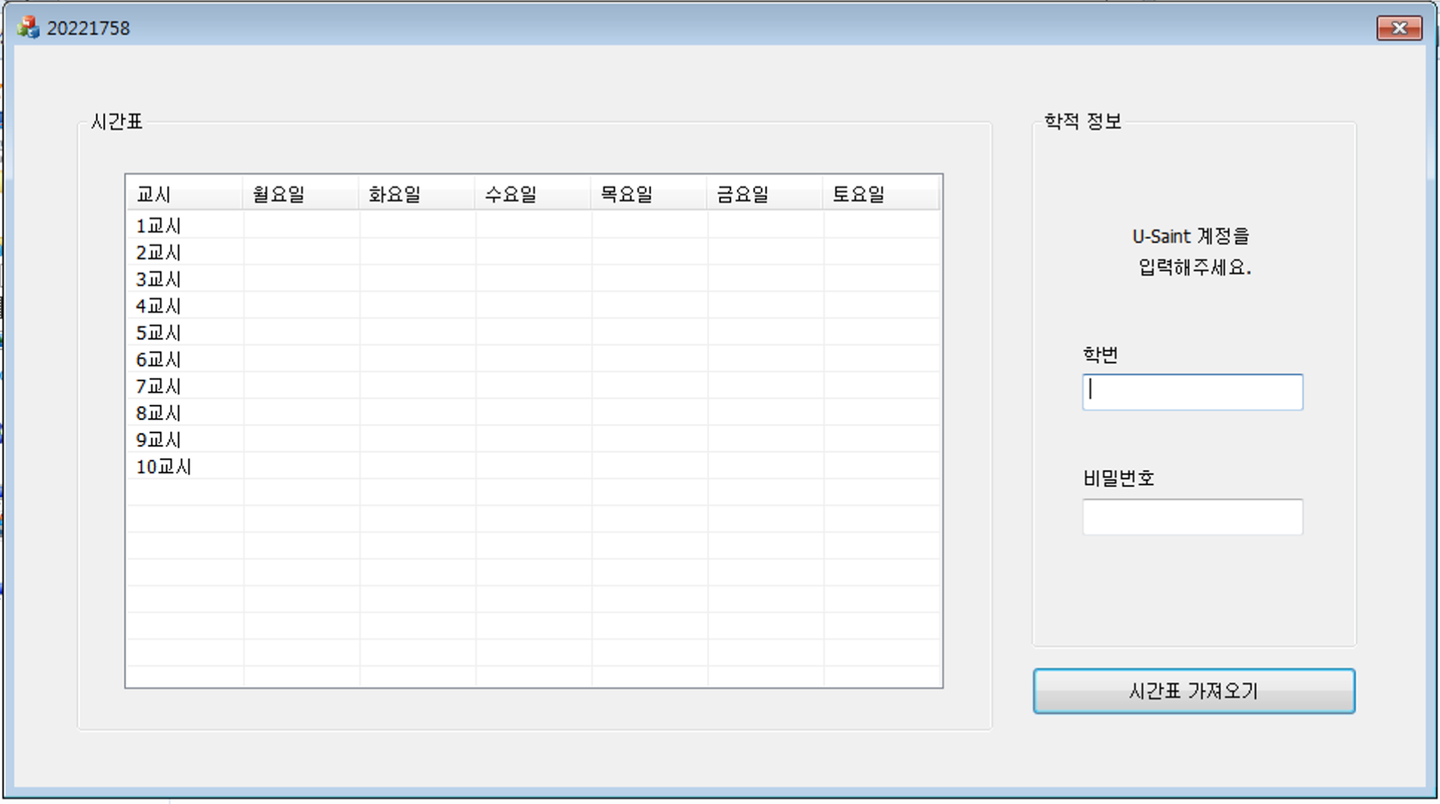 20221758
시간표
교시 월요일 화요일 수요일 목요일 금요일 토요일
1교시
2교시
3교시
4교시
5교시
6교시
7교시
8교시
9교시
10교시
학적 정보
U-Saint 계정을
입력해주세요.
학번
비밀번호
시간표 가져오기